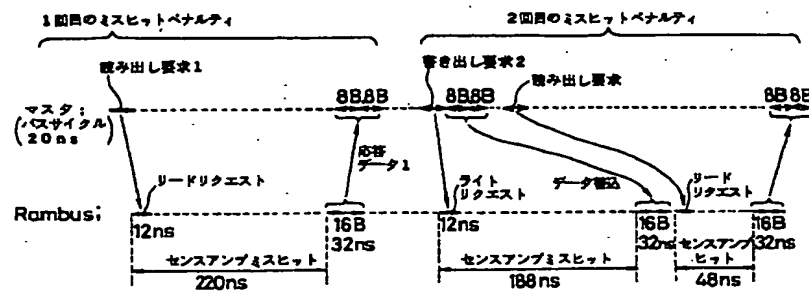 1回目のミスヒットペナルティ
2回目のミスヒットペナルティ
読み出し要求1
書き出し要求2
読み出し要求
マスタ;
(バスサイクル
20ns)
8B 8B
8B 8B
8B 8B
リードリクエスト
応答
データ1
ライト
リクエスト
データ書込
リード
リクエスト
Rambus;
12ns
16B
32ns
12ns
16B
32ns
16B
32ns
センスアンプミスヒット
220ns
センスアンプミスヒット
188ns
センスアンプ
ヒット
48ns